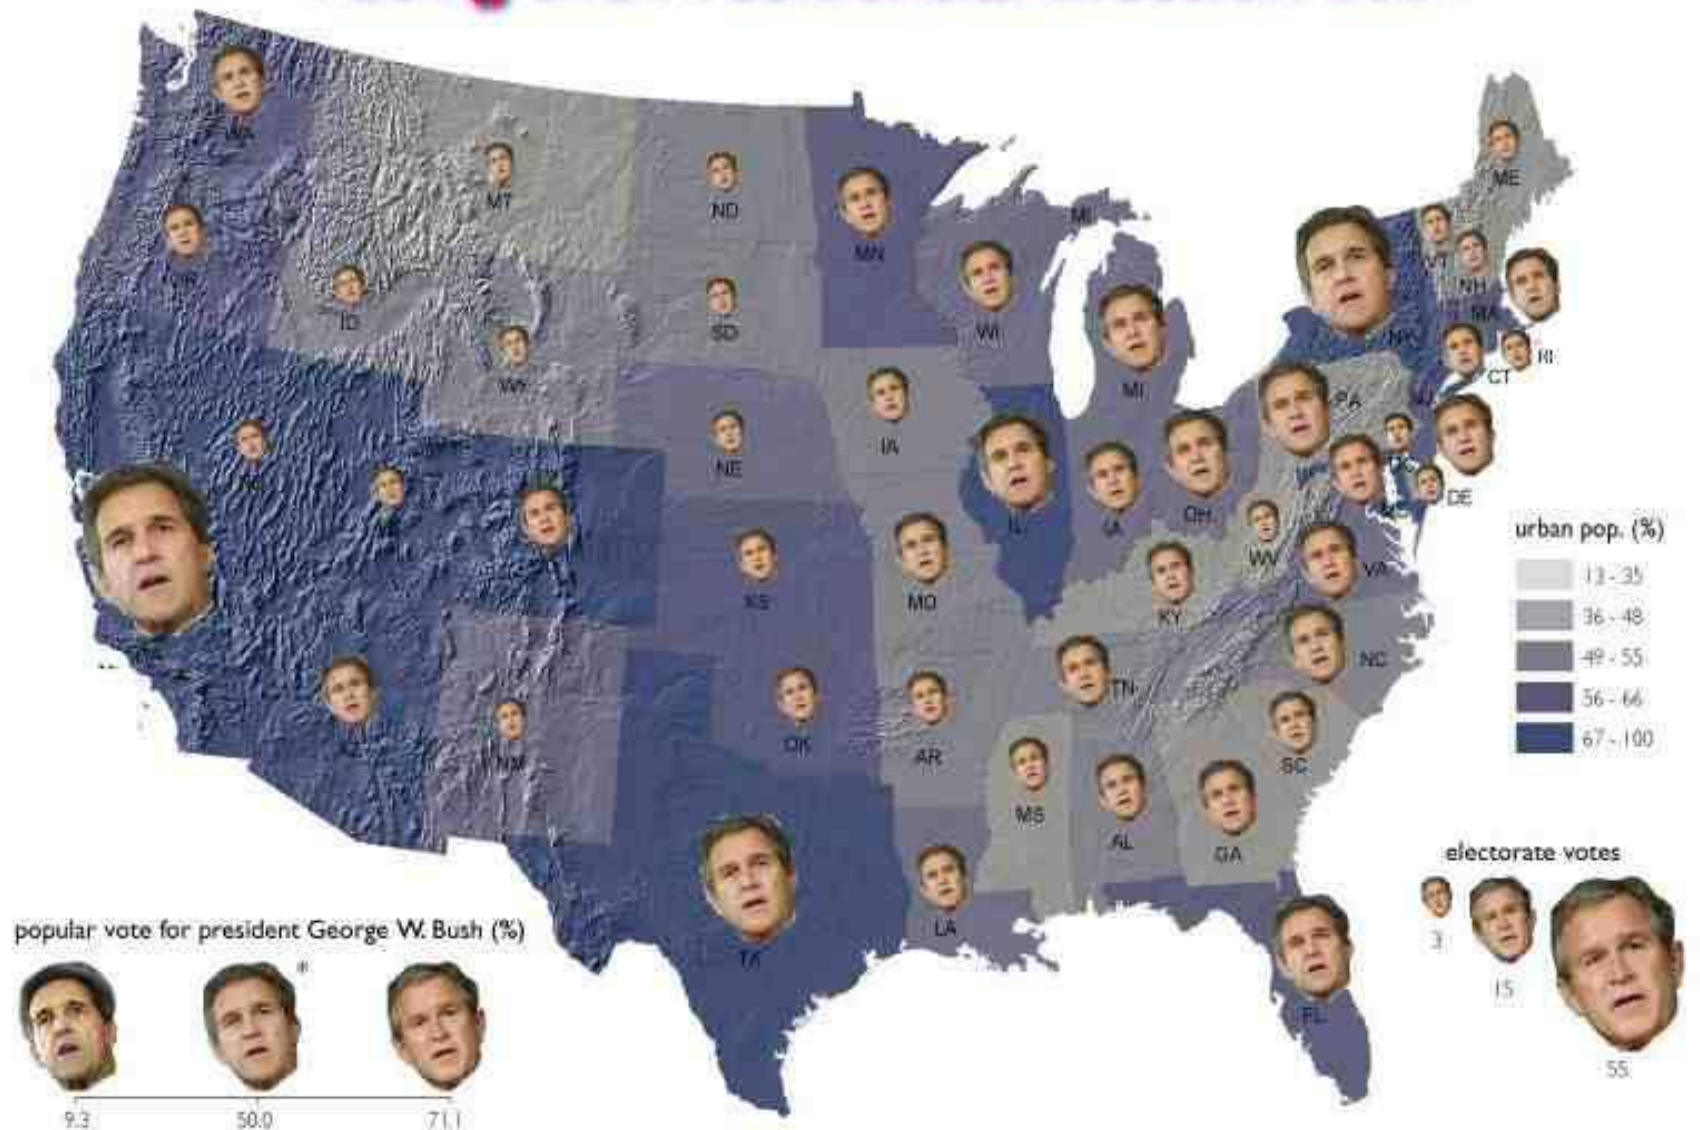 WA
MT
ND
MN
MI
ME
ID
SD
WI
NH
MA
NY
WY
MI
CT
RI
PA
IA
NE
IL
IA
OH
DE
WV
VA
KS
MO
KY
NC
TN
NM
OK
AR
SC
MS
AL
GA
LA
TX
FL
urban pop. (%)
13 - 35
36 - 48
49 - 55
56 - 66
67 - 100
electorate votes
3
15
55
popular vote for president George W. Bush (%)
*
9.3
50.0
71.1